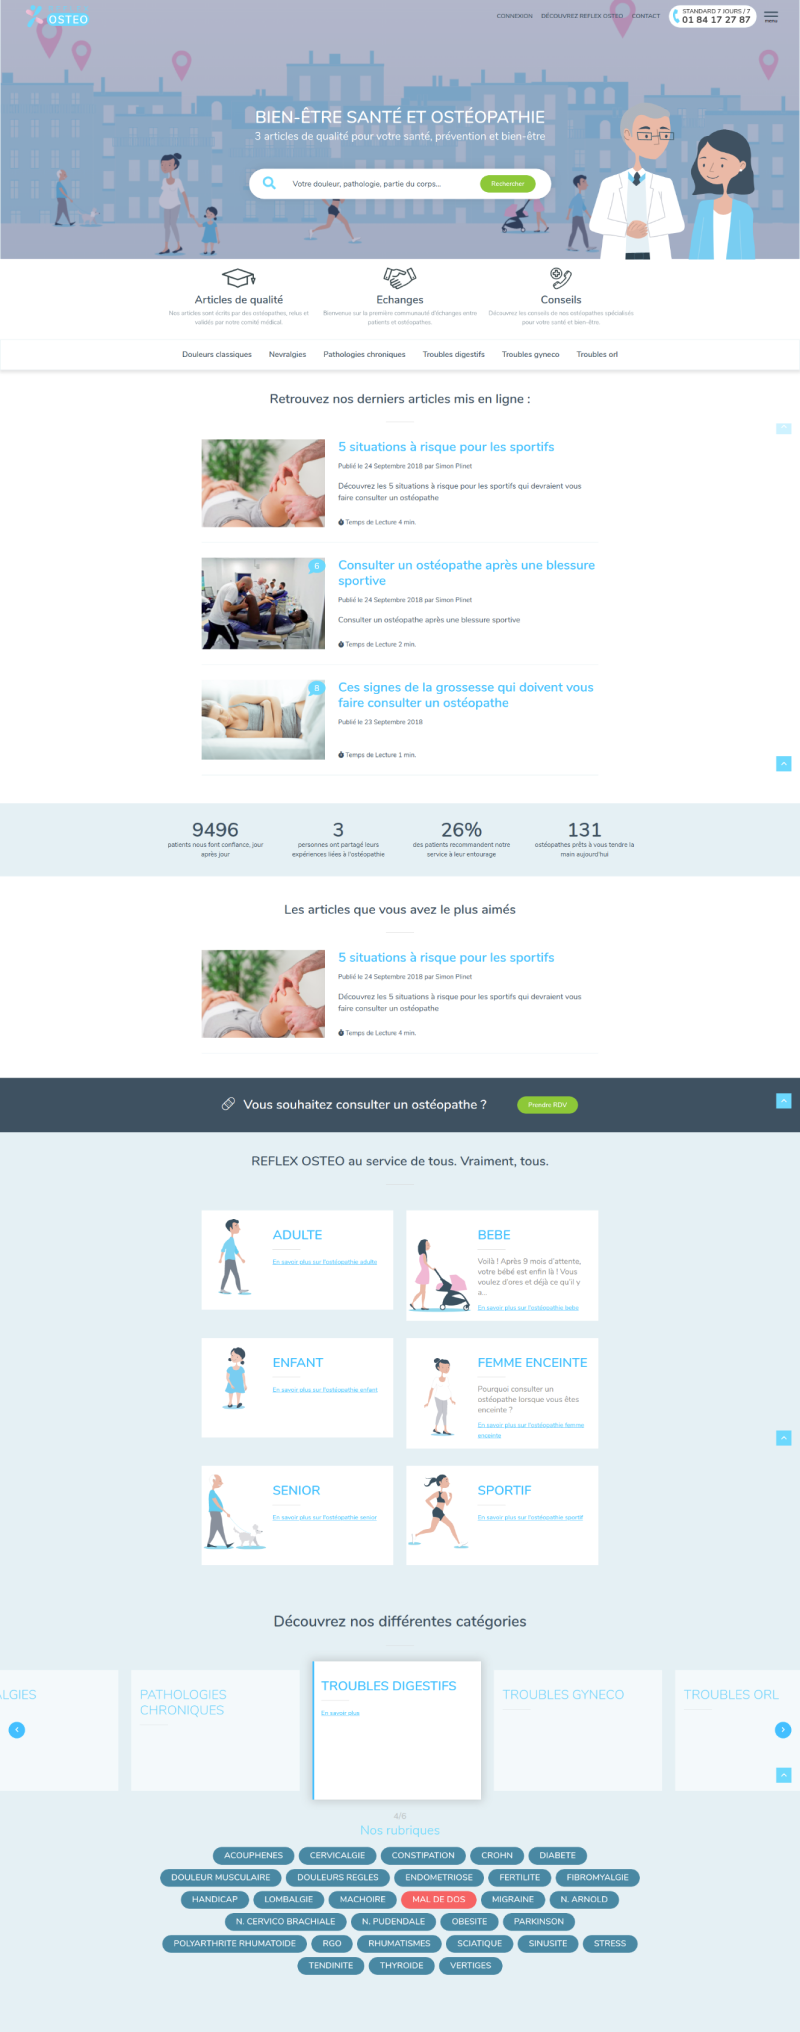 OSTEO
CONNEXION
DÉCOUVREZ REFLEX OSTEO
CONTACT
STANDARD 7 JOURS / 7
01 84 17 27 87
menu
BIEN-ÊTRE SANTÉ ET OSTÉOPATHIE
3 articles de qualité pour votre santé, prévention et bien-être
Votre douleur, pathologie, partie du corps...
Rechercher
Articles de qualité
Nos articles sont écrits par des ostéopathes, relus et
validés par notre comité médical.
Echanges
Bienvenue sur la première communauté d'échanges entre
patients et ostéopathes.
Conseils
Découvrez les conseils de nos ostéopathes spécialisés
pour votre santé et bien-être.
Douleurs classiques
Nevralgies
Pathologies chroniques
Troubles digestifs
Troubles gyneco
Troubles orl
Retrouvez nos derniers articles mis en ligne :
5 situations à risque pour les sportifs
Publié le 24 Septembre 2018 par Simon Plinet
Découvrez les 5 situations à risque pour les sportifs qui devraient vous
faire consulter un ostéopathe
Temps de Lecture 4 min.
6
Consulter un ostéopathe après une blessure
sportive
Publié le 24 Septembre 2018 par Simon Plinet
Consulter un ostéopathe après une blessure sportive
Temps de Lecture 2 min.
8
Ces signes de la grossesse qui doivent vous
faire consulter un ostéopathe
Publié le 23 Septembre 2018
Temps de Lecture 1 min.
9496
patients nous font confiance, jour
après jour
3
personnes ont partagé leurs
expériences liées à l'ostéopathie
26%
des patients recommandent notre
service à leur entourage
131
ostéopathes prêts à vous tendre la
main aujourd'hui
Les articles que vous avez le plus aimés
5 situations à risque pour les sportifs
Publié le 24 Septembre 2018 par Simon Plinet
Découvrez les 5 situations à risque pour les sportifs qui devraient vous
faire consulter un ostéopathe
Temps de Lecture 4 min.
Vous souhaitez consulter un ostéopathe ?
Prendre RDV
REFLEX OSTEO au service de tous. Vraiment, tous.
ADULTE
En savoir plus sur l'ostéopathie adulte
BEBE
Voilà ! Après 9 mois d'attente,
votre bébé est enfin là ! Vous
voulez d'ores et déjà ce qu'il y
a...
En savoir plus sur l'ostéopathie bebe
ENFANT
En savoir plus sur l'ostéopathie enfant
FEMME ENCEINTE
Pourquoi consulter un
ostéopathe lorsque vous êtes
enceinte ?
En savoir plus sur l'ostéopathie femme
enceinte
SENIOR
En savoir plus sur l'ostéopathie senior
SPORTIF
En savoir plus sur l'ostéopathie sportif
Découvrez nos différentes catégories
ALGIES
PATHOLOGIES
CHRONIQUES
TROUBLES DIGESTIFS
En savoir plus
TROUBLES GYNECO
TROUBLES ORL
4/6
Nos rubriques
ACOUPHENES
CERVICALGIE
CONSTIPATION
CROHN
DIABETE
DOULEUR MUSCULAIRE
DOULEURS REGLES
ENDOMETRIOSE
FERTILITE
FIBROMYALGIE
HANDICAP
LOMBALGIE
MACHOIRE
MAL DE DOS
MIGRAINE
N. ARNOLD
N. CERVICO BRACHIALE
N. PUDENDALE
OBESITE
PARKINSON
POLYARTHRITE RHUMATOIDE
RGO
RHUMATISMES
SCIATIQUE
SINUSITE
STRESS
TENDINITE
THYROIDE
VERTIGES